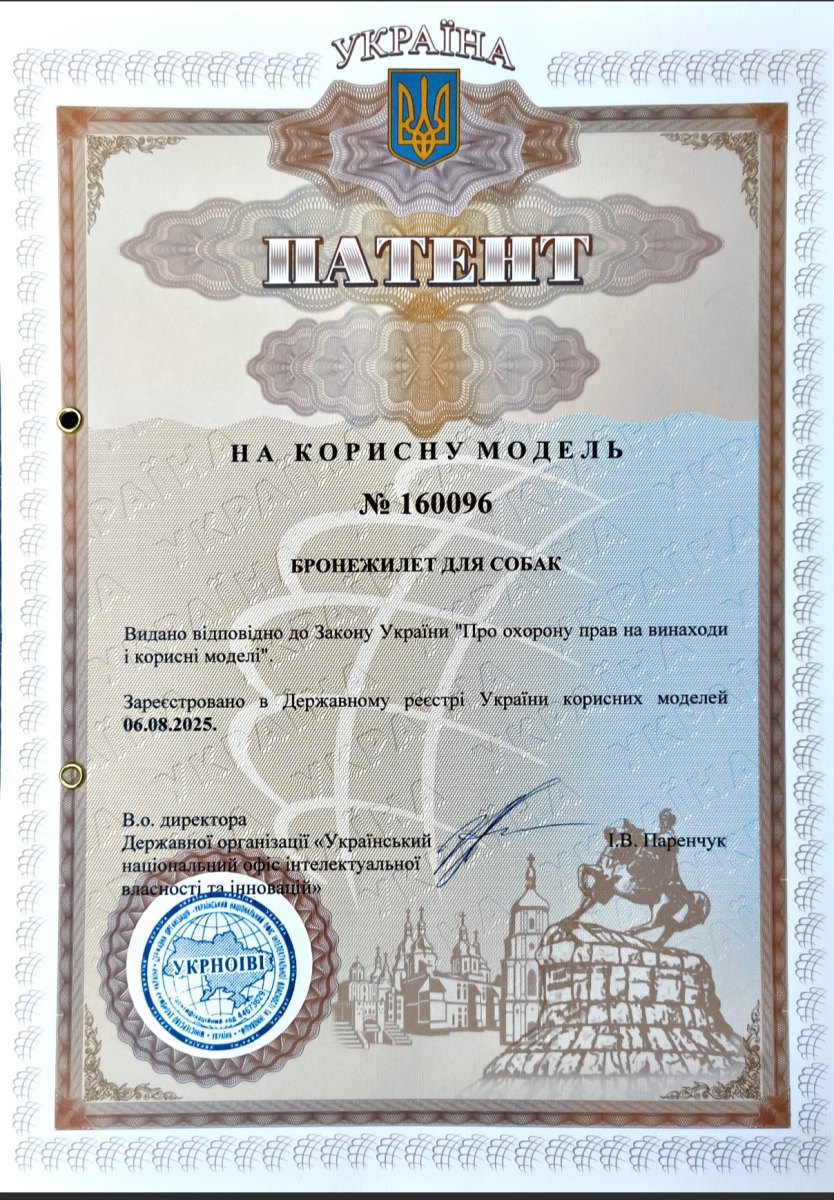 УКРАЇНА
ПАТЕНТ
НА КОРИСНУ МОДЕЛЬ
№ 160096
БРОНЕЖИЛЕТ ДЛЯ СОБАК
Видано відповідно до Закону України "Про охорону прав на винаходи
і корисні моделі".
Зареєстровано в Державному реєстрі України корисних моделей
06.08.2025.
В.о. директора
Державної організації «Український
національний офіс інтелектуальної
власності та інновацій»
І.В. Паренчук
УКРНОІВІ